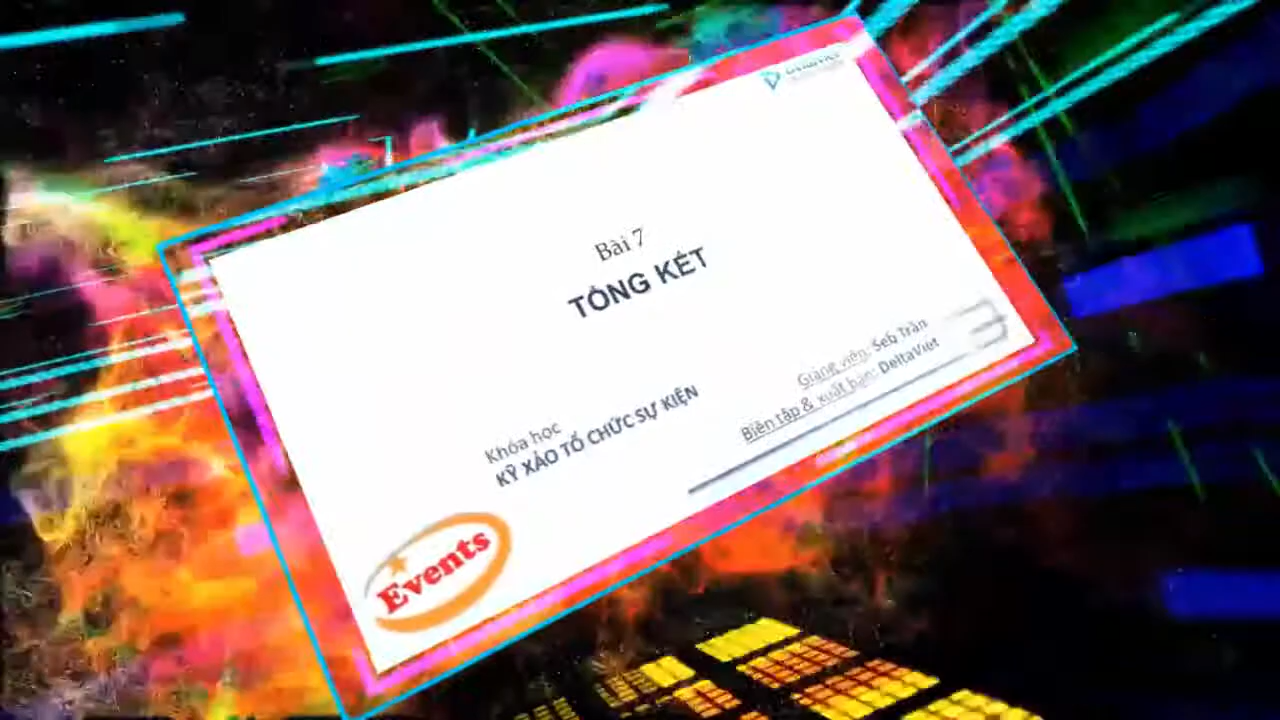 DeltaViet
Bài 7
TỔNG KẾT
Giảng viên: Seb Trần
Biên tập & xuất bản: DeltaViet
Khóa học
KỸ XẢO TỔ CHỨC SỰ KIỆN
Events